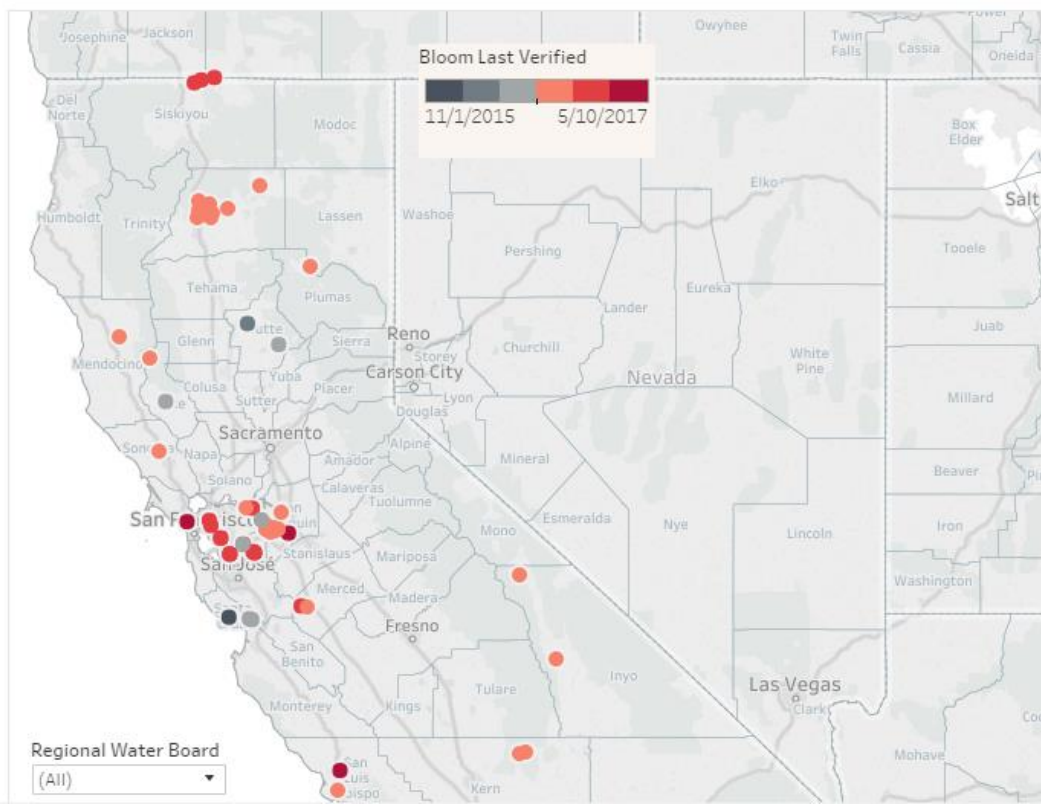 Josephine
Jackson
Owyhee
Twin
Falls
Cassia
Power
Oneida
Bloom Last Verified
11/1/2015
5/10/2017
Del
Norte
Siskiyou
Modoc
Box
Elder
Humboldt
Trinity
Lassen
Washoe
Elko
Salt
Pershing
Tooele
Tehama
Plumas
Lander
Eureka
Glenn
Sierra
Reno
Storey
Churchill
Juab
Mendocino
Colusa
Yuba
Placer
Carson City
White
Pine
Nevada
Sutter
Lyon
Douglas
Millard
Sacramento
Napa
Alpine
Solano
Amador
Mineral
Beaver
Calaveras
Tuolumne
Esmeralda
Nye
Lincoln
Iron
Mono
Stanislaus
Mariposa
San José
Washington
Merced
Madera
Fresno
San
Benito
Inyo
Las Vegas
Clark
Tulare
Monterey
Kings
Mohave
Regional Water Board
(All)
San
Luis
Kern